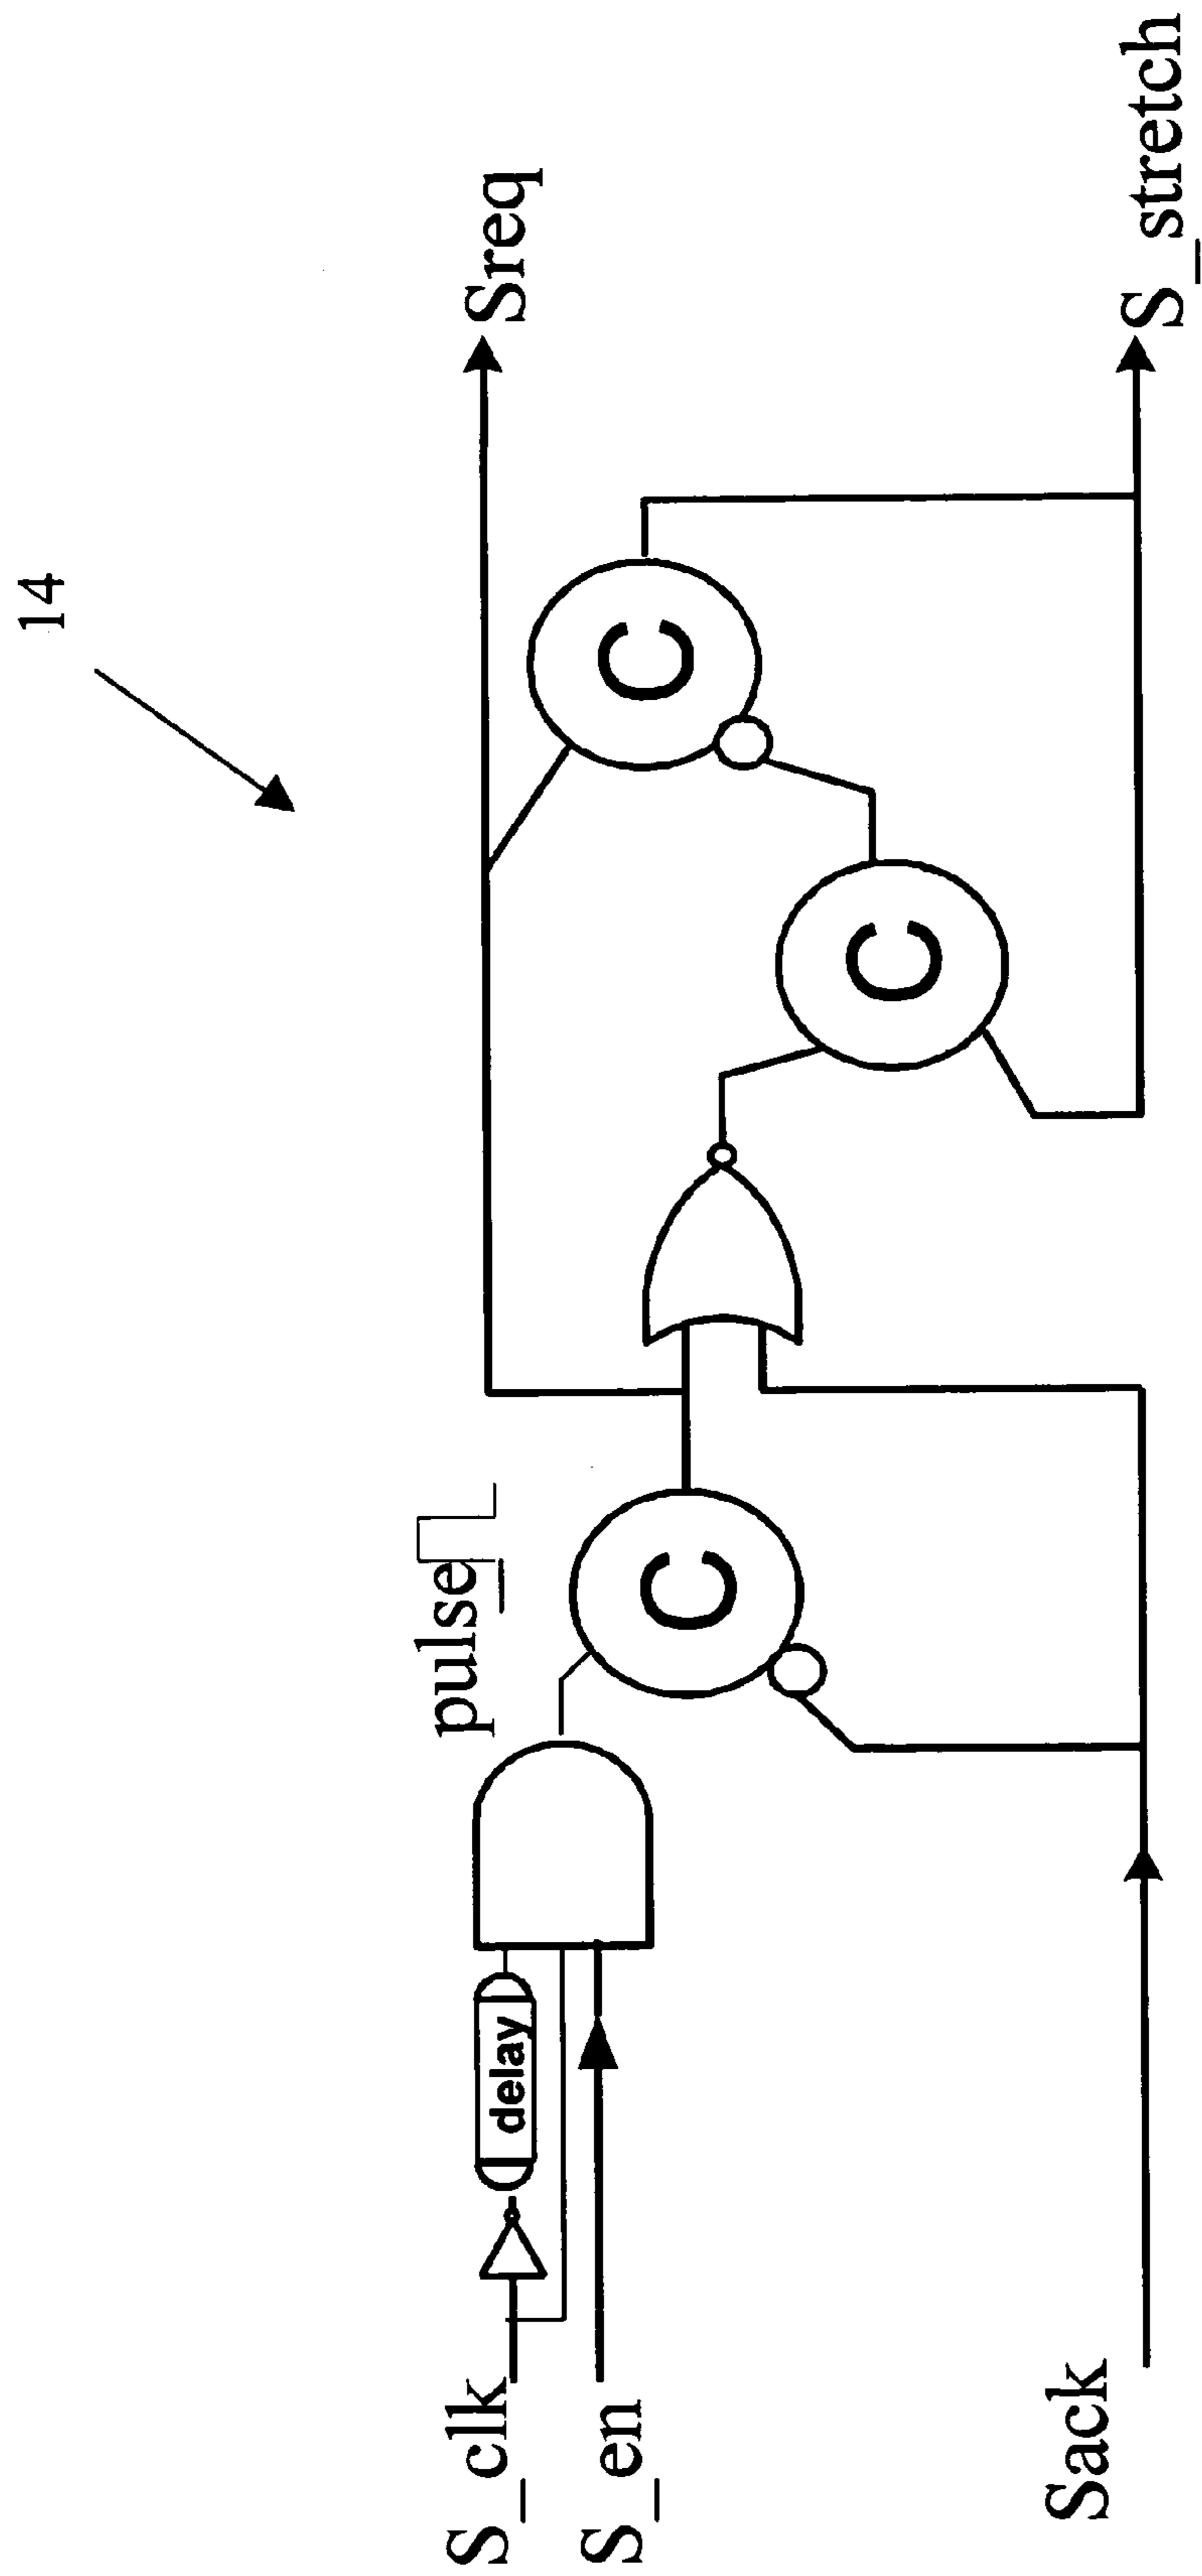 14
Sreq
pulse
S_clk
delay
S_en
C
C
C
Sack
S_stretch